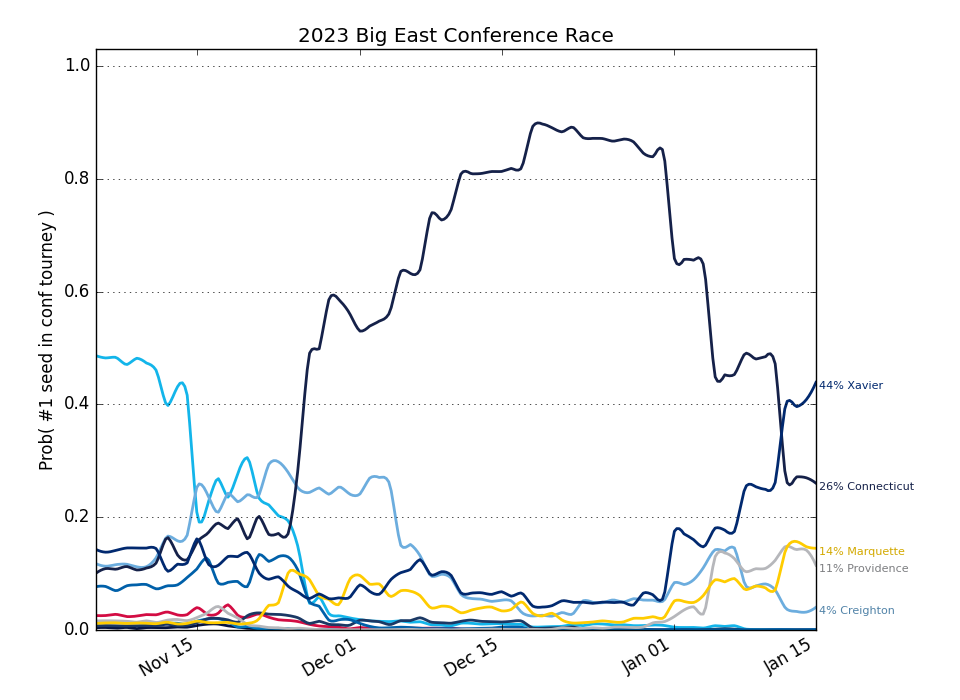 2023 Big East Conference Race
Prob( #1 seed in conf tourney )
1.0
0.8
0.6
0.4
0.2
0.0
44% Xavier
26% Connecticut
14% Marquette
11% Providence
4% Creighton
Nov 15
Dec 01
Dec 15
Jan 01
Jan 15